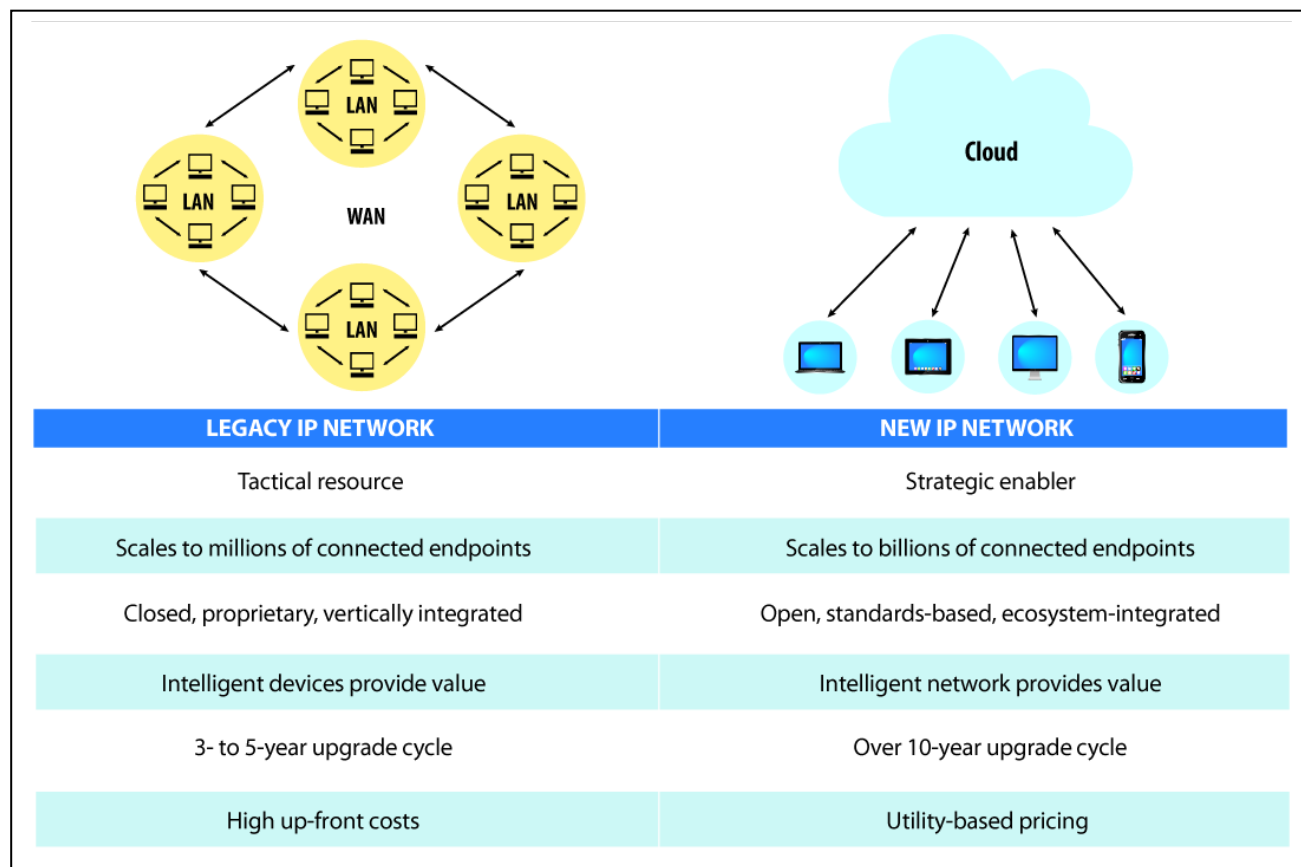 LAN
LAN
WAN
LAN
LAN
Cloud
LEGACY IP NETWORK
NEW IP NETWORK
Tactical resource
Strategic enabler
Scales to millions of connected endpoints
Scales to billions of connected endpoints
Closed, proprietary, vertically integrated
Open, standards-based, ecosystem-integrated
Intelligent devices provide value
Intelligent network provides value
3- to 5-year upgrade cycle
Over 10-year upgrade cycle
High up-front costs
Utility-based pricing